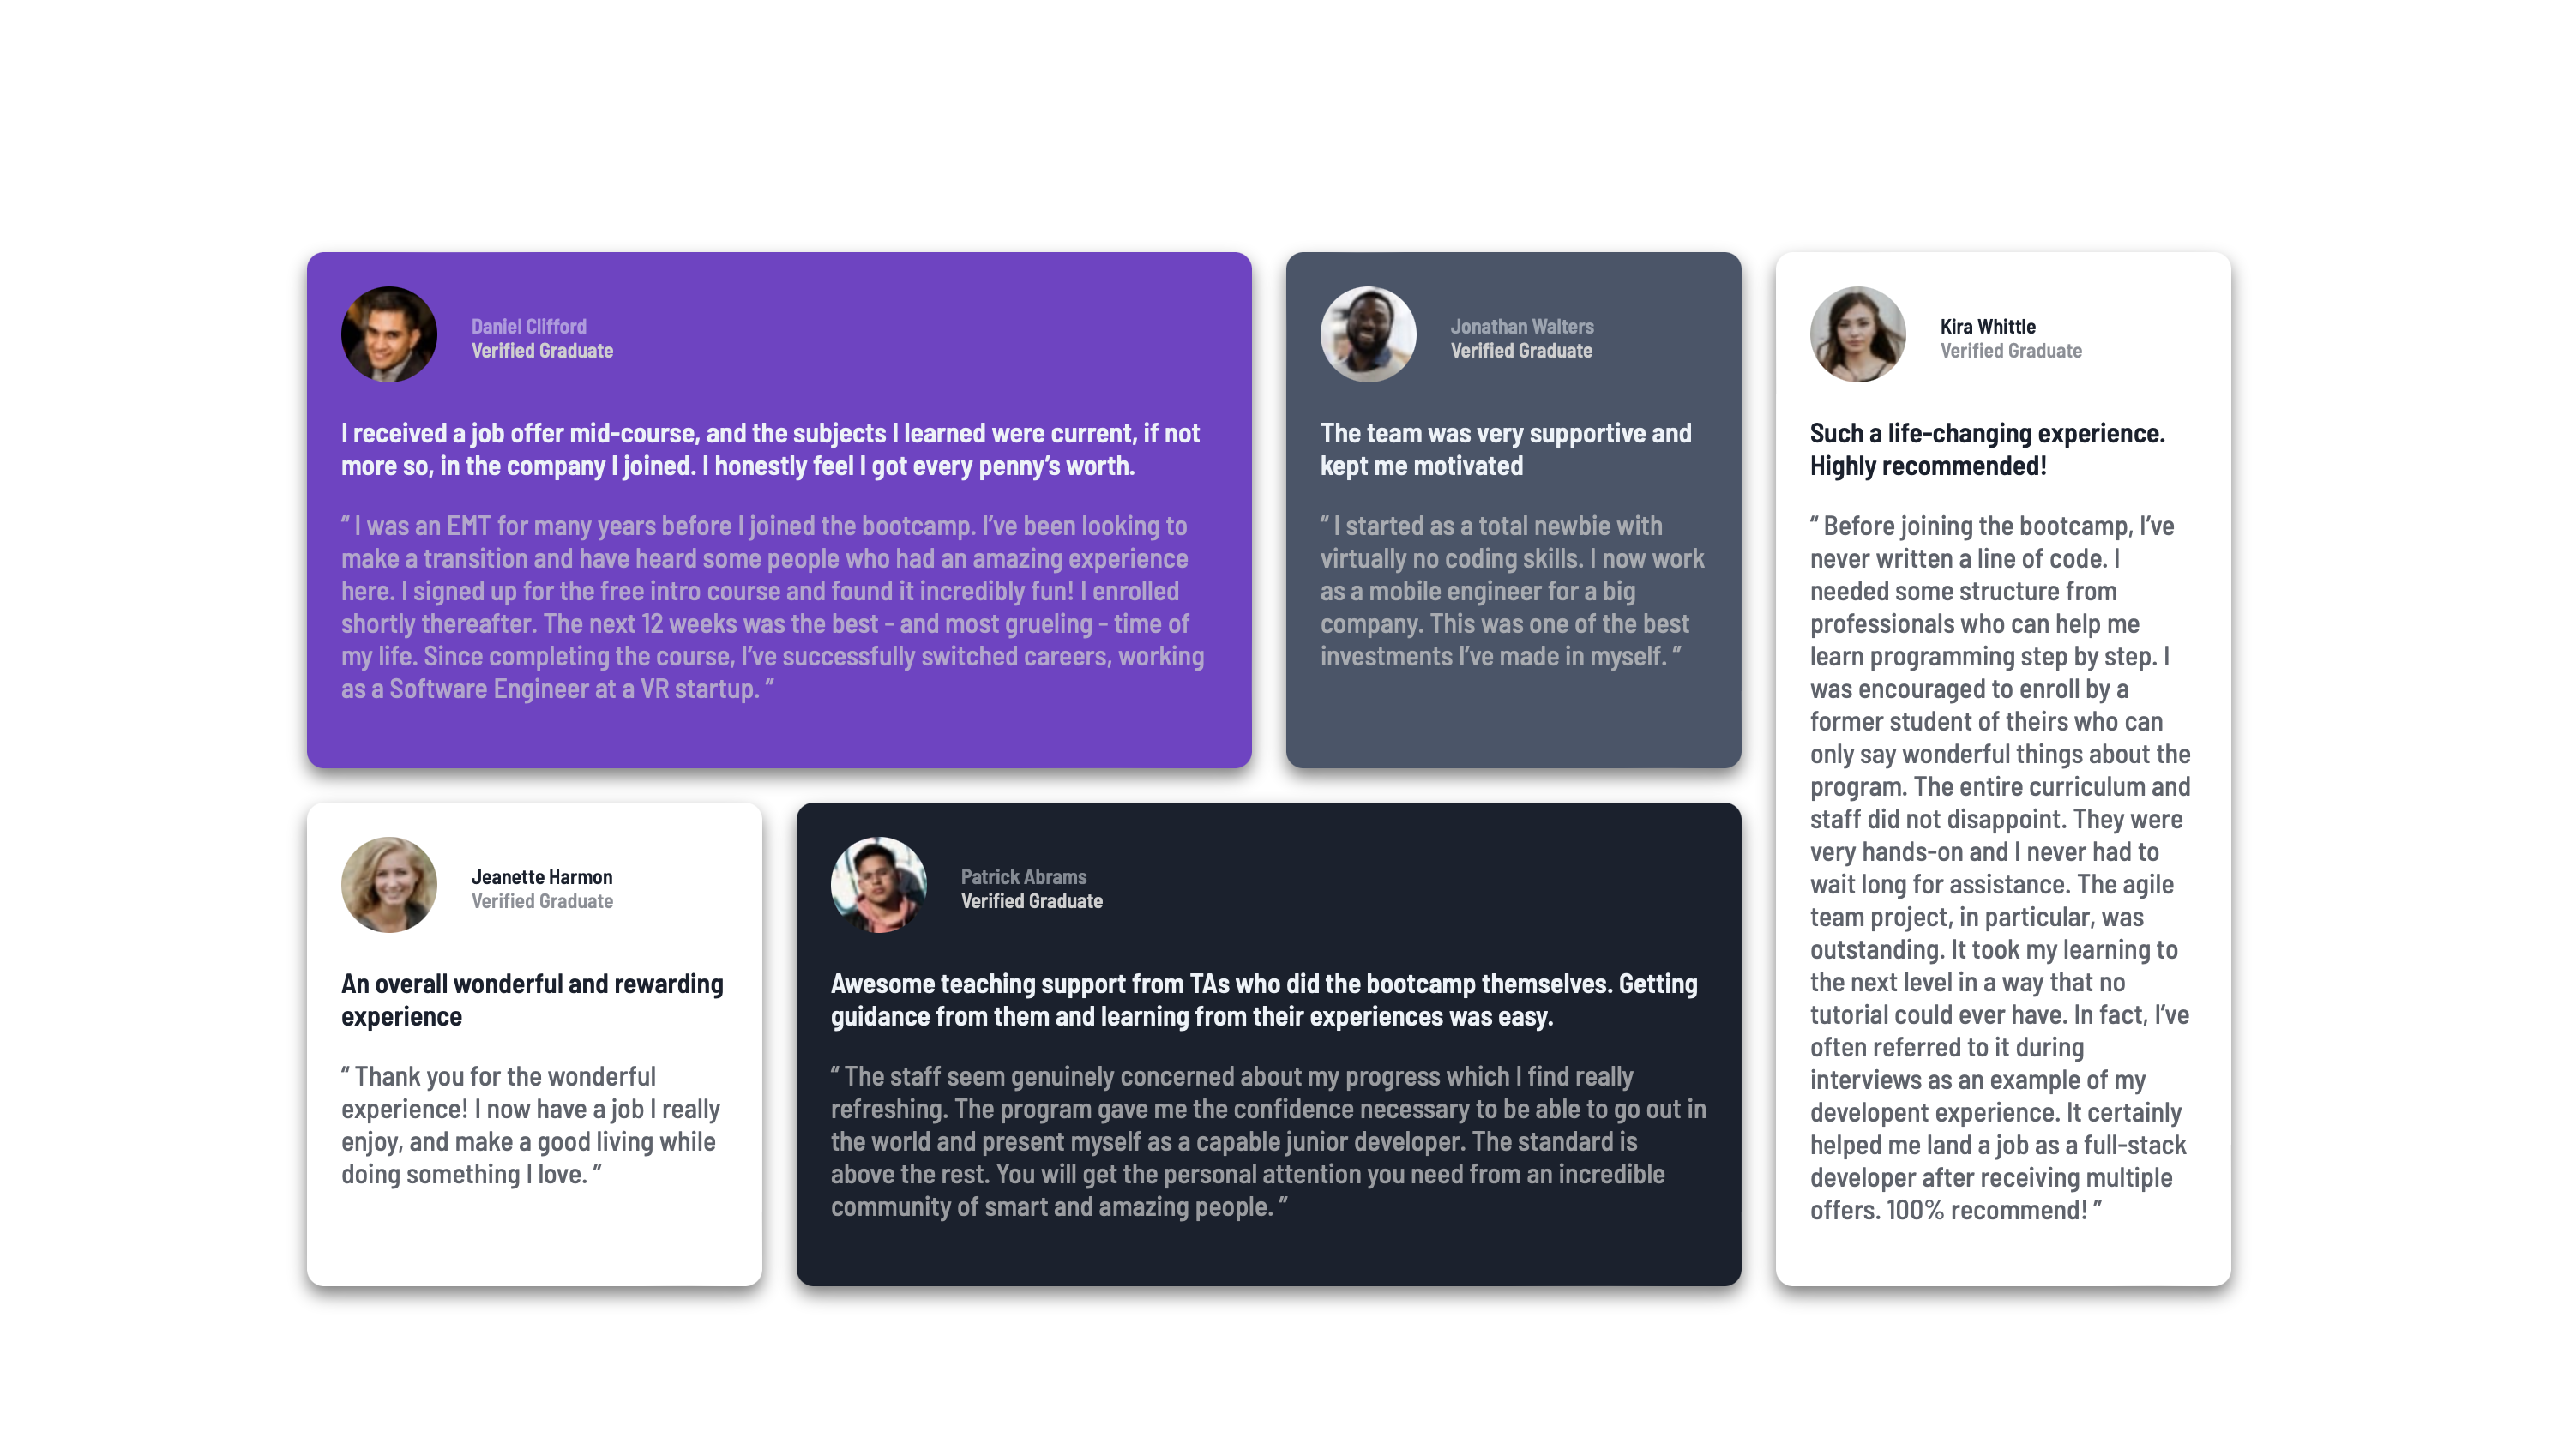 Daniel Clifford
Verified Graduate
I received a job offer mid-course, and the subjects I learned were current, if not
more so, in the company I joined. I honestly feel I got every penny’s worth.
“ I was an EMT for many years before I joined the bootcamp. I’ve been looking to
make a transition and have heard some people who had an amazing experience
here. I signed up for the free intro course and found it incredibly fun! I enrolled
shortly thereafter. The next 12 weeks was the best - and most grueling - time of
my life. Since completing the course, I’ve successfully switched careers, working
as a Software Engineer at a VR startup. ”
Jonathan Walters
Verified Graduate
The team was very supportive and
kept me motivated
“ I started as a total newbie with
virtually no coding skills. I now work
as a mobile engineer for a big
company. This was one of the best
investments I’ve made in myself. ”
Kira Whittle
Verified Graduate
Such a life-changing experience.
Highly recommended!
“ Before joining the bootcamp, I’ve
never written a line of code. I
needed some structure from
professionals who can help me
learn programming step by step. I
was encouraged to enroll by a
former student of theirs who can
only say wonderful things about the
program. The entire curriculum and
staff did not disappoint. They were
very hands-on and I never had to
wait long for assistance. The agile
team project, in particular, was
outstanding. It took my learning to
the next level in a way that no
tutorial could ever have. In fact, I’ve
often referred to it during
interviews as an example of my
developent experience. It certainly
helped me land a job as a full-stack
developer after receiving multiple
offers. 100% recommend! ”
Jeanette Harmon
Verified Graduate
An overall wonderful and rewarding
experience
“ Thank you for the wonderful
experience! I now have a job I really
enjoy, and make a good living while
doing something I love. ”
Patrick Abrams
Verified Graduate
Awesome teaching support from TAs who did the bootcamp themselves. Getting
guidance from them and learning from their experiences was easy.
“ The staff seem genuinely concerned about my progress which I find really
refreshing. The program gave me the confidence necessary to be able to go out in
the world and present myself as a capable junior developer. The standard is
above the rest. You will get the personal attention you need from an incredible
community of smart and amazing people. ”